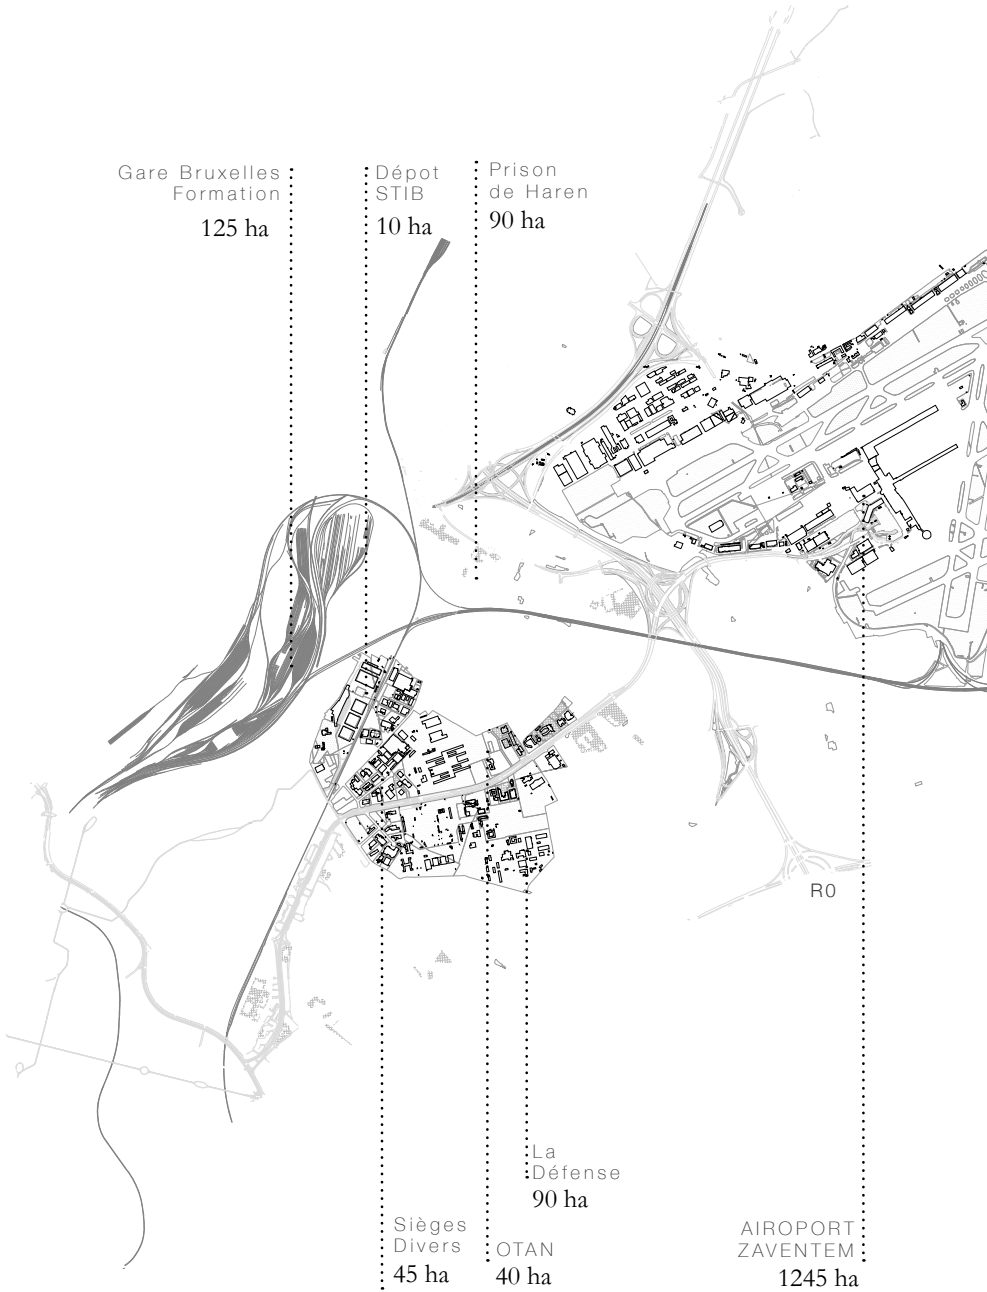 Gare Bruxelles
Formation
125 ha
Dépot
STIB
10 ha
Prison
de Haren
90 ha
R0
La
Défense
90 ha
Sièges
Divers
45 ha
OTAN
40 ha
AIROPORT
ZAVENTEM
1245 ha